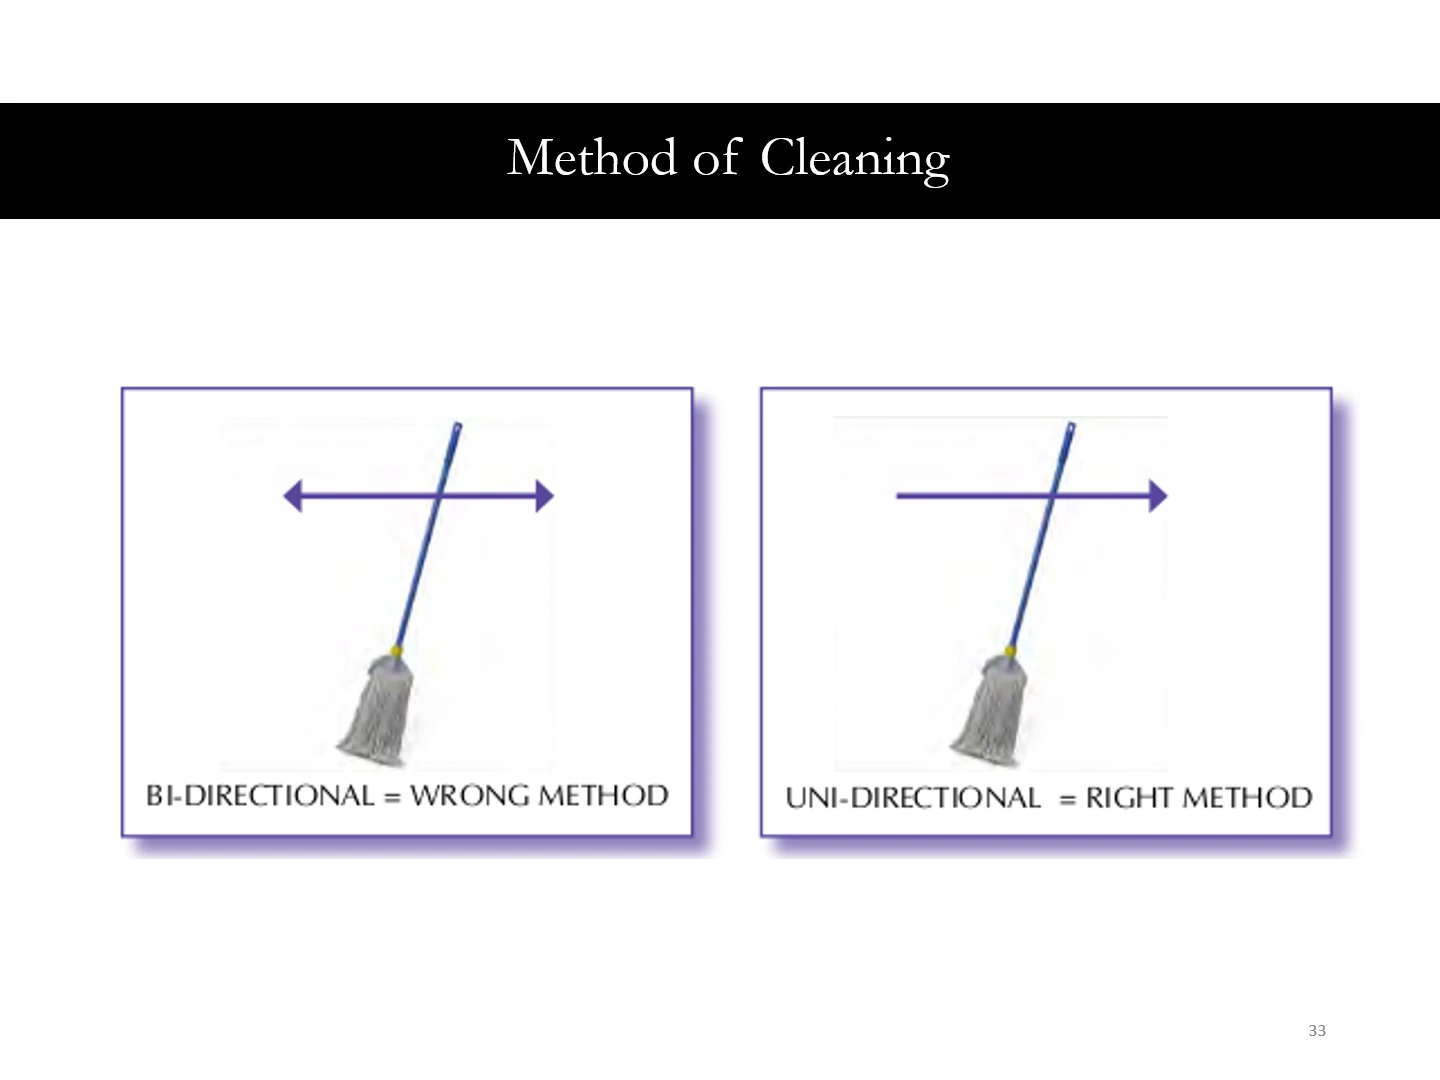 Method of Cleaning
BI-DIRECTIONAL = WRONG METHOD
UNI-DIRECTIONAL = RIGHT METHOD
33